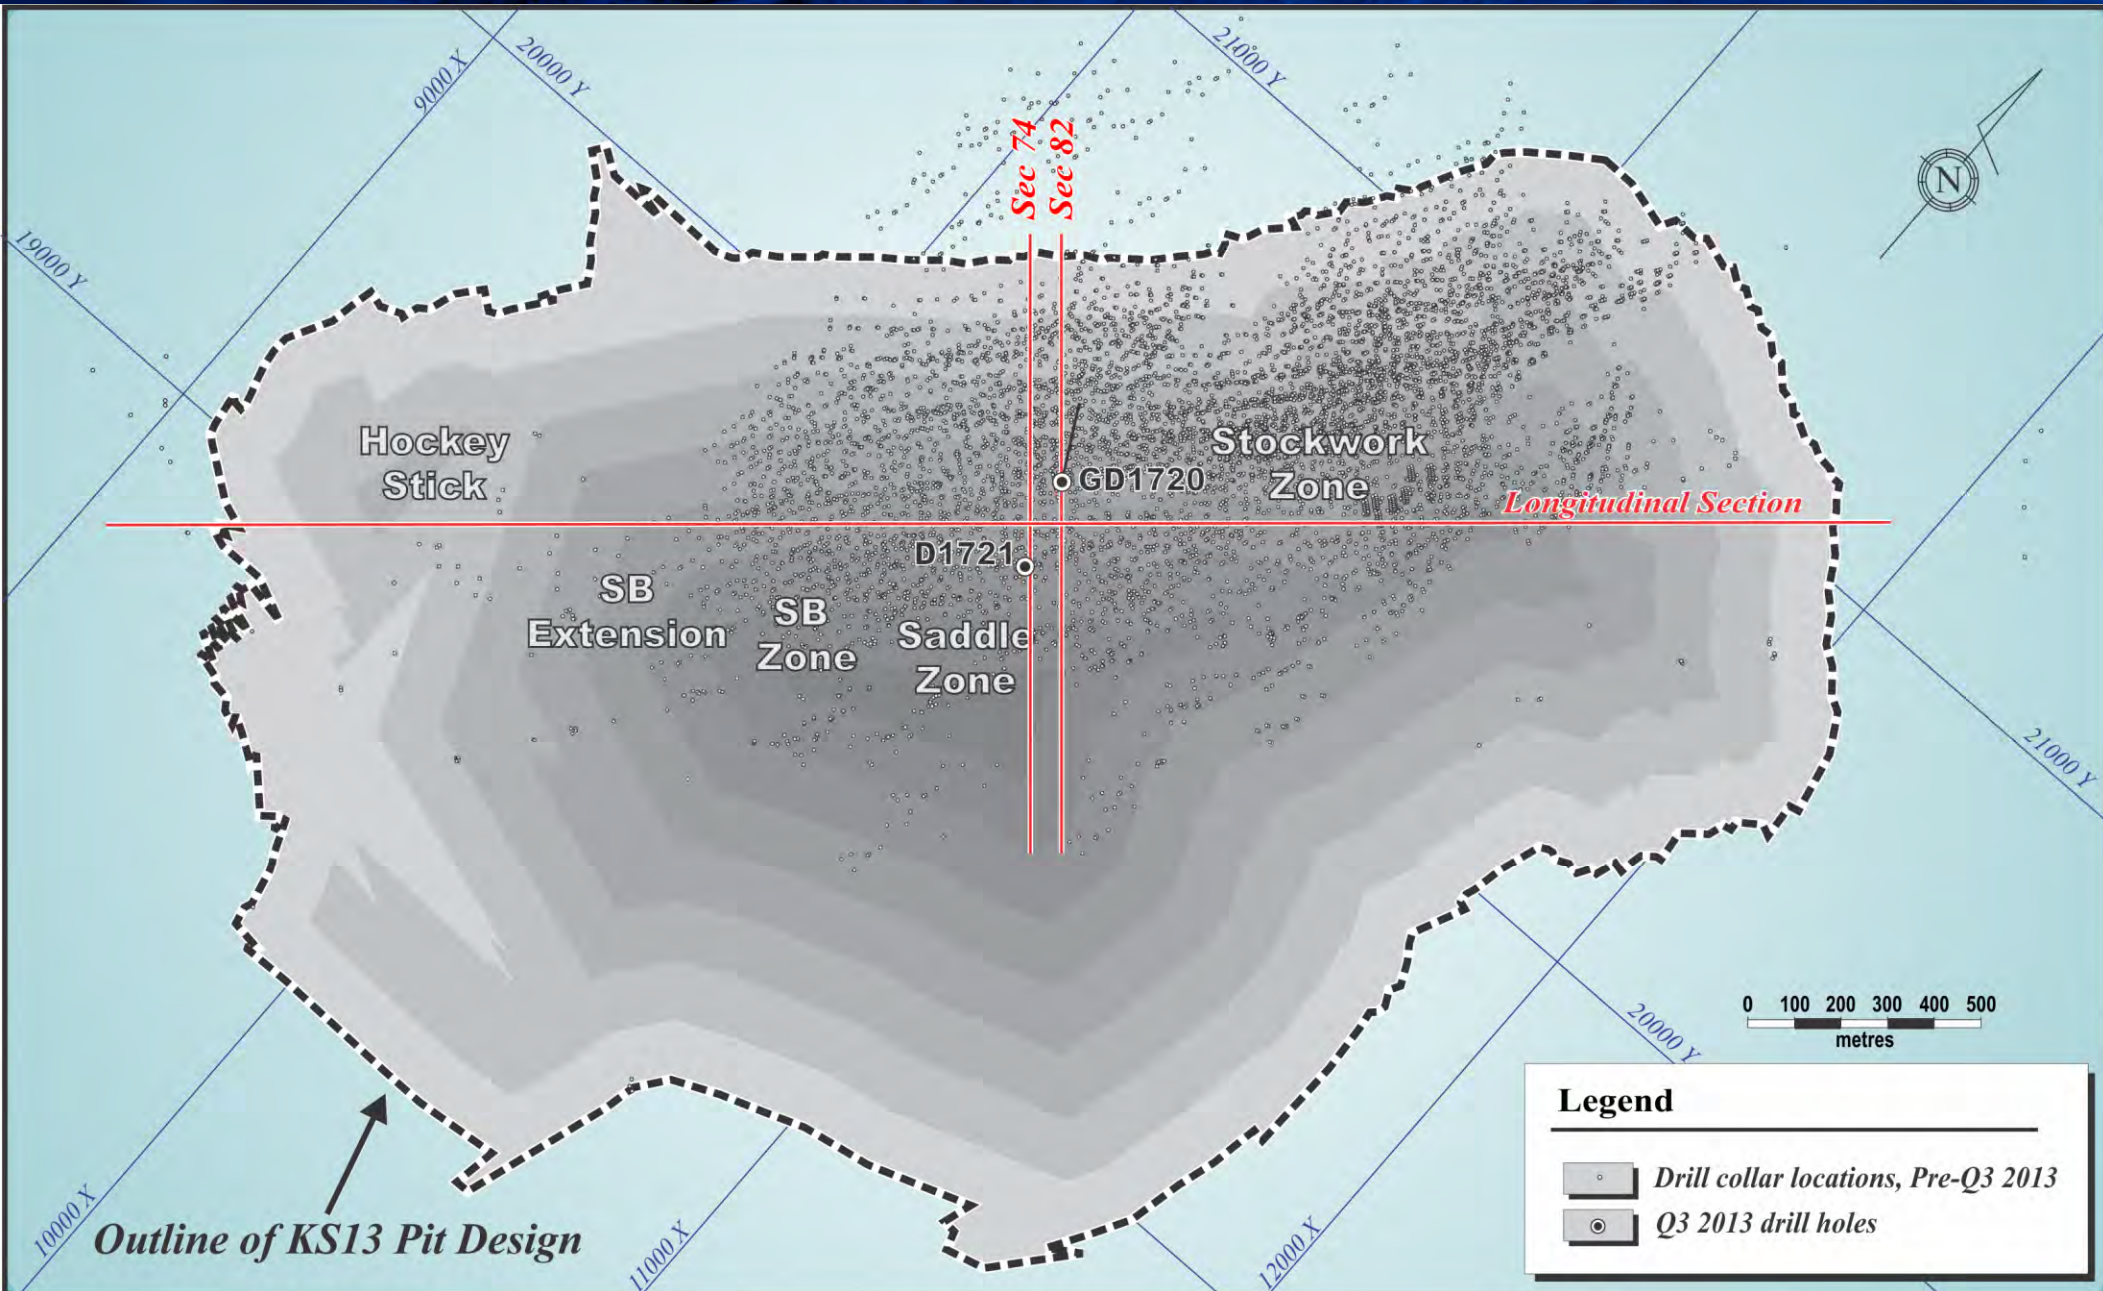 20000 Y
9000 X
21000 Y
Sec 74
Sec 82
N
19000 Y
Hockey
Stick
Stockwork
Zone
GD1720
Longitudinal Section
D1721
SB
Extension
SB
Zone
Saddle
Zone
21000 Y
0 100 200 300 400 500
metres
20000 Y
Legend
Drill collar locations, Pre-Q3 2013
Q3 2013 drill holes
10000 X
Outline of KS13 Pit Design
11000 X
12000 X